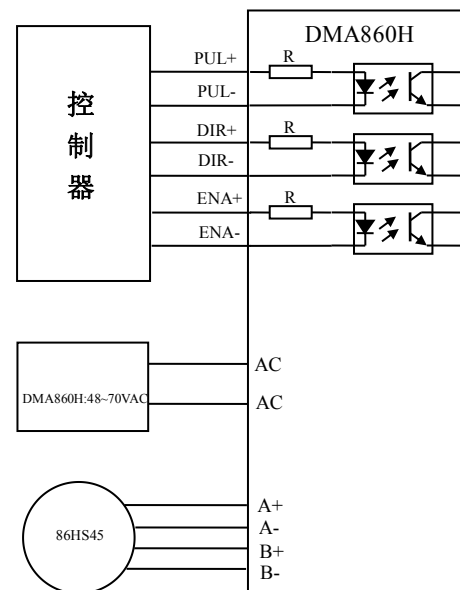 DMA860H
控
制
器
PUL+
R
PUL-
DIR+
R
DIR-
ENA+
R
ENA-
DMA860H:48~70VAC
AC
AC
86HS45
A+
A-
B+
B-